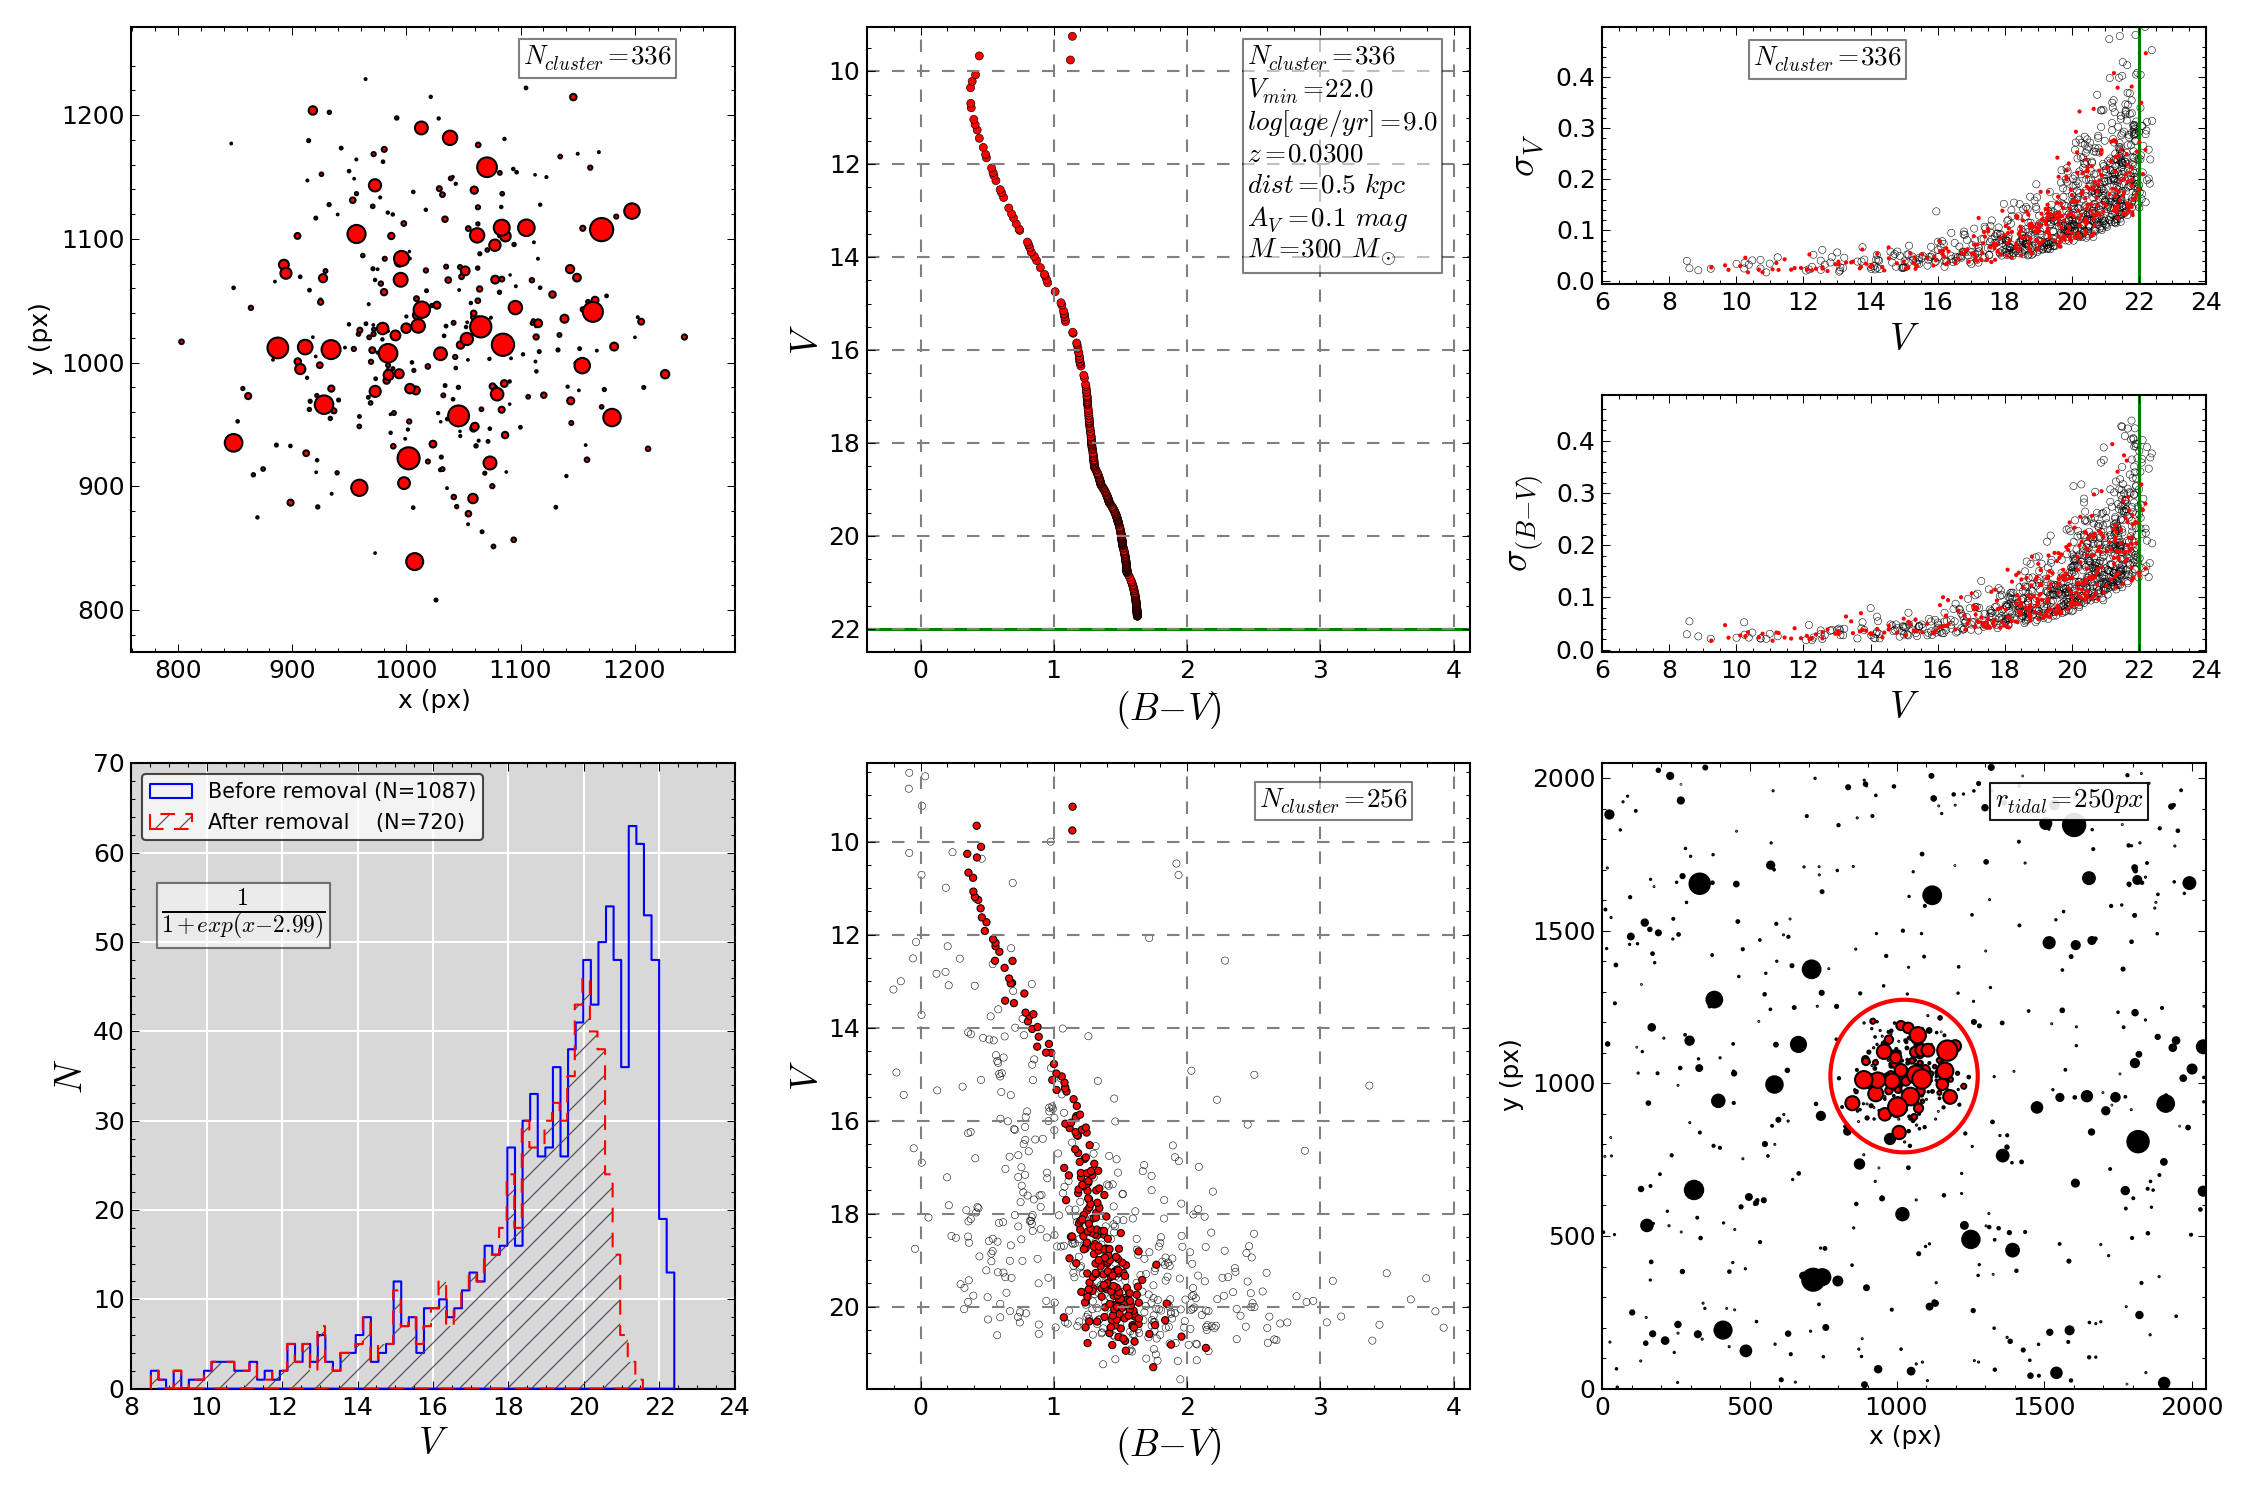 N_cluster=336
1200
1100
1000
900
800
y (px)
800 900 1000 1100 1200
x (px)
N_cluster=336
V_min=22.0
log[age/yr]=9.0
z=0.0300
dist=0.5 kpc
A_V=0.1 mag
M=300 M_⊙
10
12
14
16
18
20
22
V
0 1 2 3 4
(B−V)
N_cluster=336
0.4
0.3
0.2
0.1
0.0
σ_V
6 8 10 12 14 16 18 20 22 24
V
0.4
0.3
0.2
0.1
0.0
σ_(B−V)
6 8 10 12 14 16 18 20 22 24
V
70
60
50
40
30
20
10
0
N
Before removal (N=1087)
After removal (N=720)
1
1+exp(x−2.99)
8 10 12 14 16 18 20 22 24
V
N_cluster=256
10
12
14
16
18
20
V
0 1 2 3 4
(B−V)
r_tidal=250px
2000
1500
1000
500
0
y (px)
0 500 1000 1500 2000
x (px)